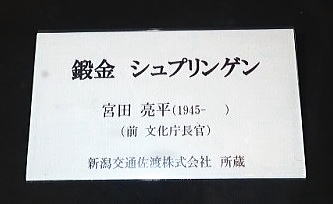 鍛金 シュプリンゲン
宮田 亮平(1945-　)
(前 文化庁長官)
新潟交通佐渡株式会社 所蔵